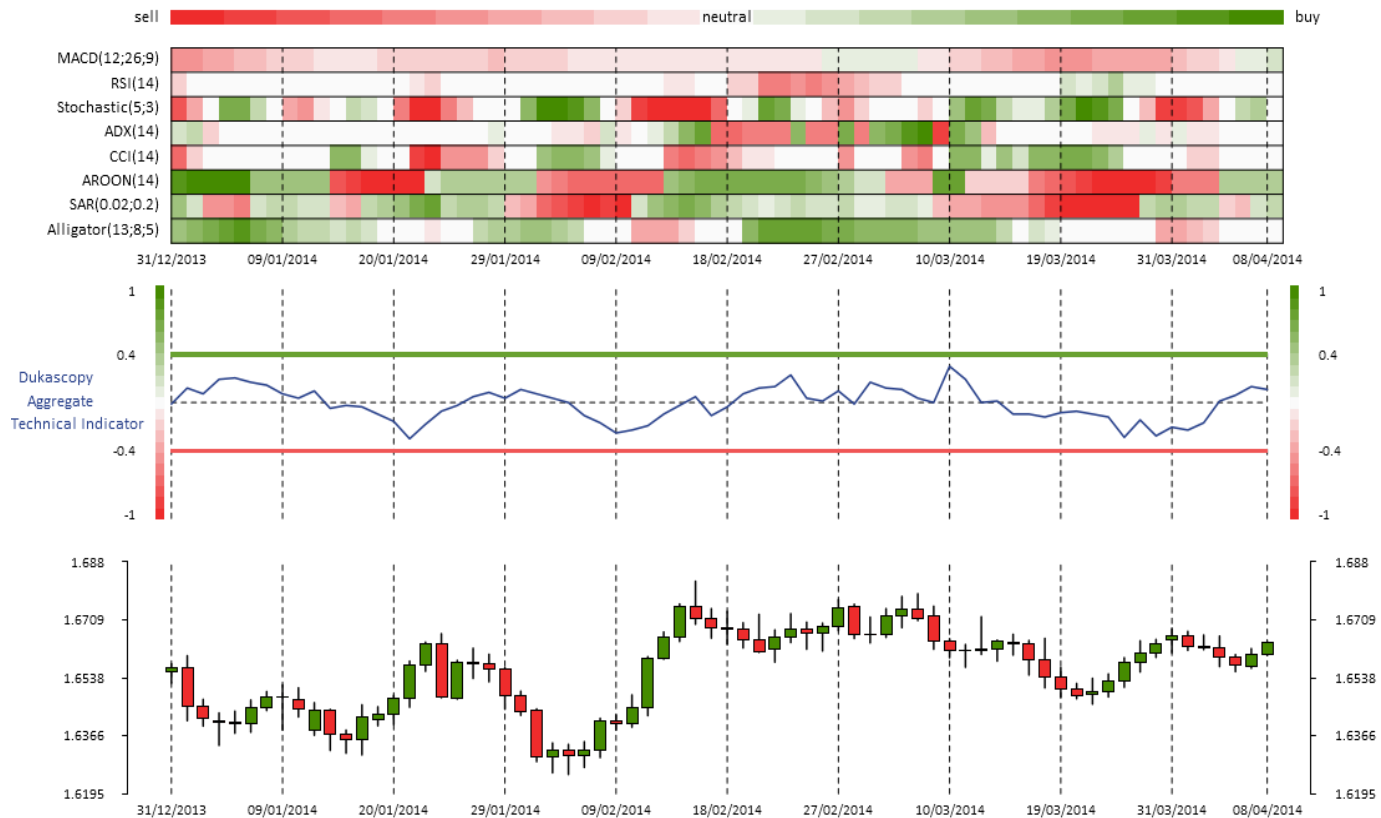 sell neutral buy
MACD(12;26;9)
RSI(14)
Stochastic(5;3)
ADX(14)
CCI(14)
AROON(14)
SAR(0.02;0.2)
Alligator(13;8;5)
31/12/2013 09/01/2014 20/01/2014 29/01/2014 09/02/2014 18/02/2014 27/02/2014 10/03/2014 19/03/2014 31/03/2014 08/04/2014
1 1
0.4 0.4
Dukascopy
Aggregate
Technical Indicator
-0.4 -0.4
-1 -1
1.688 1.688
1.6709 1.6709
1.6538 1.6538
1.6366 1.6366
1.6195 1.6195
31/12/2013 09/01/2014 20/01/2014 29/01/2014 09/02/2014 18/02/2014 27/02/2014 10/03/2014 19/03/2014 31/03/2014 08/04/2014